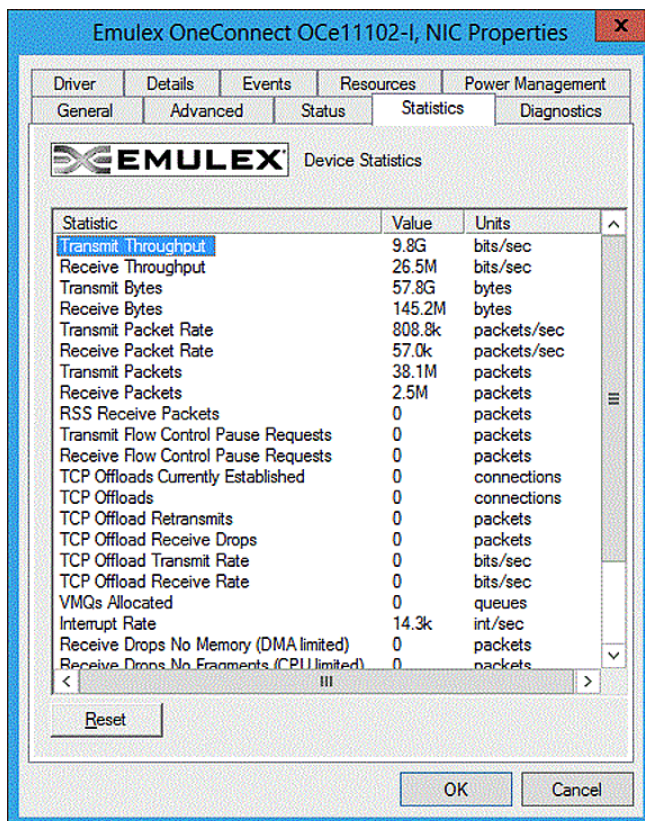 Emulex OneConnect OCe11102-I, NIC Properties x
Driver Details Events Resources Power Management
General Advanced Status Statistics Diagnostics
EMULEX Device Statistics
Statistic Value Units
Transmit Throughput 9.8G bits/sec
Receive Throughput 26.5M bits/sec
Transmit Bytes 57.8G bytes
Receive Bytes 145.2M bytes
Transmit Packet Rate 808.8k packets/sec
Receive Packet Rate 57.0k packets/sec
Transmit Packets 38.1M packets
Receive Packets 2.5M packets
RSS Receive Packets 0 packets
Transmit Flow Control Pause Requests 0 packets
Receive Flow Control Pause Requests 0 packets
TCP Offloads Currently Established 0 connections
TCP Offloads 0 connections
TCP Offload Retransmits 0 packets
TCP Offload Receive Drops 0 packets
TCP Offload Transmit Rate 0 bits/sec
TCP Offload Receive Rate 0 bits/sec
VMQs Allocated 0 queues
Interrupt Rate 14.3k int/sec
Receive Drops No Memory (DMA limited) 0 packets
Receive Drops No Fragments (CPU limited) 0 packets
Reset
OK Cancel